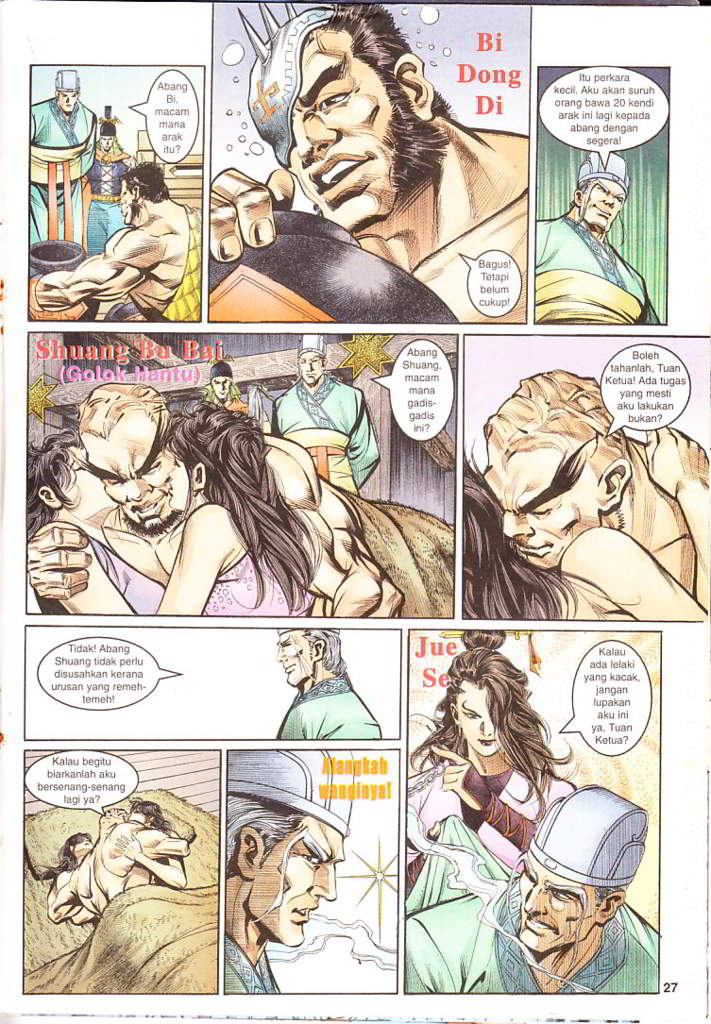 Abang
Bi,
macam
mana
arak
itu?
Bi
Dong
Di
Bagus!
Tetapi
belum
cukup!
Itu perkara
kecil. Aku akan suruh
orang bawa 20 kendi
arak ini lagi kepada
abang dengan
segera!
Shuang Bu Bai
(Golok Hantu)
Abang
Shuang,
macam
mana
gadis-
gadis
ini?
Boleh
tahanlah, Tuan
Ketua! Ada tugas
yang mesti
aku lakukan
bukan?
Tidak! Abang
Shuang tidak perlu
disusahkan kerana
urusan yang remeh-
temeh!
Kalau begitu
biarkanlah aku
bersenang-senang
lagi ya?
Alangkah
wanginya!
Jue
Se
Kalau
ada lelaki
yang kacak,
jangan
lupakan
aku ini
ya, Tuan
Ketua?
27